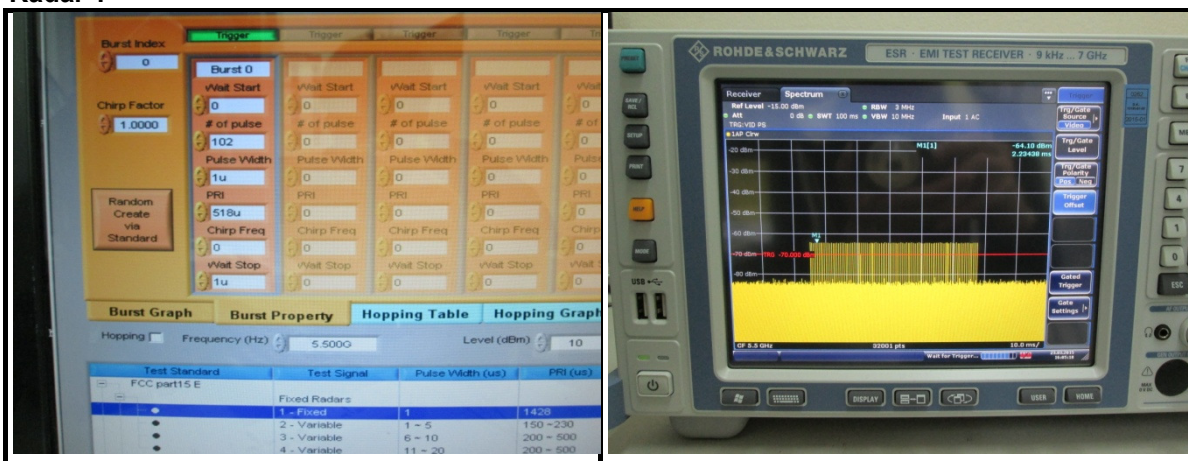 Trigger Trigger Trigger Trigger
Burst Index
0
Burst 0
Wait Start Wait Start Wait Start Wait Start
Chirp Factor
0 0 0 0
1.0000
# of pulse # of pulse # of pulse # of pulse
102 0 0 0
Pulse Width Pulse Width Pulse Width Pulse Width
1u 0 0 0
PRI PRI PRI PRI
Random
Create
via
Standard
518u 0 0 0
Chirp Freq Chirp Freq Chirp Freq Chirp Freq
0 0 0 0
Wait Stop Wait Stop Wait Stop Wait Stop
1u 0 0 0
Burst Graph Burst Property Hopping Table Hopping Graph
Hopping Frequency (Hz) 5.500G Level (dBm) 10
Test Standard Test Signal Pulse Width (us) PRI (us)
FCC part15 E
Fixed Radars
1 - Fixed 1 1428
2 - Variable 1 ~ 5 150 ~230
3 - Variable 6 ~ 10 200 ~ 500
4 - Variable 11 ~ 20 200 ~ 500
ROHDE&SCHWARZ ESR · EMI TEST RECEIVER · 9 kHz ... 7 GHz
PRESET
SAVE / RCL
SETUP
PRINT
HELP
MODE
USB
Receiver Spectrum
Ref Level -15.00 dBm RBW 3 MHz
Att 0 dB SWT 100 ms VBW 10 MHz Input 1 AC
TRG:VID PS
1AP Clrw
M1[1] -64.10 dBm
2.23438 ms
-20 dBm
-30 dBm
-50 dBm
-60 dBm
M1
-70 dBm TRG -70.000 dBm
-80 dBm
CF 5.5 GHz 32001 pts 10.0 ms/
Wait for Trigger...
Trg/Gate
Source
Video
Trg/Gate
Level
Trg/Gate
Polarity
Pos Neg
Trigger
Offset
Gated
Trigger
Gate
Settings
7
4
1
0
ESC
DISPLAY
USER
HOME